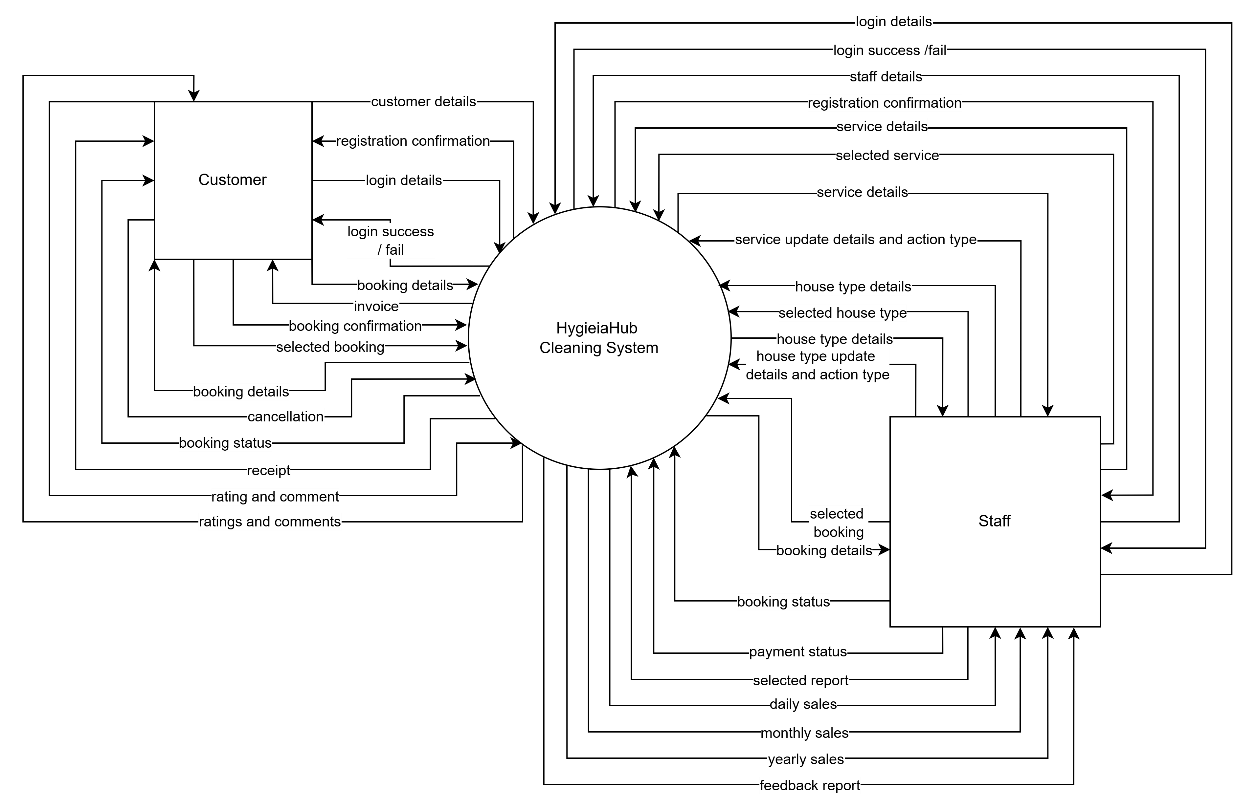 login details
login success /fail
staff details
customer details
registration confirmation
service details
registration confirmation
selected service
Customer
login details
service details
login success
/ fail
service update details and action type
booking details
house type details
invoice
selected house type
booking confirmation
HygieiaHub
Cleaning System
house type details
selected booking
house type update
details and action type
booking details
cancellation
booking status
receipt
rating and comment
ratings and comments
selected
booking
Staff
booking details
booking status
payment status
selected report
daily sales
monthly sales
yearly sales
feedback report